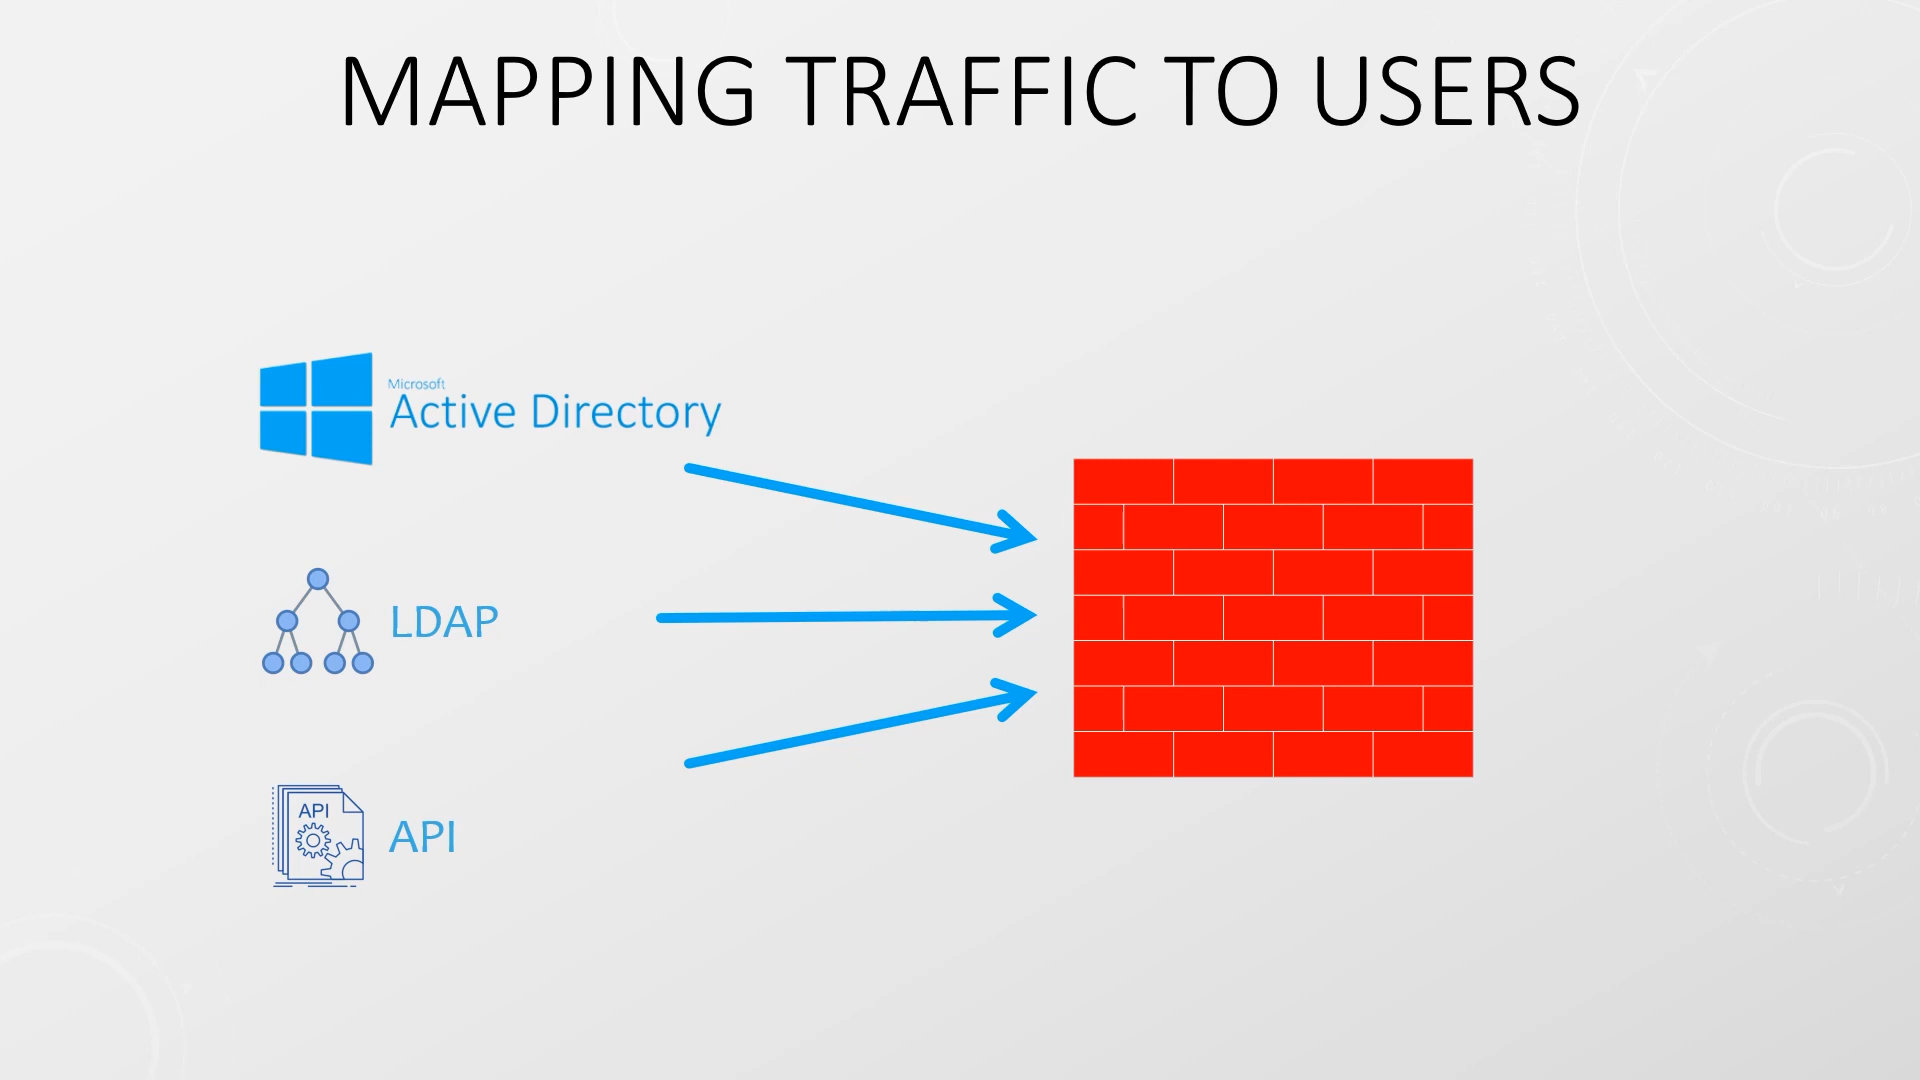 MAPPING TRAFFIC TO USERS
Microsoft
Active Directory
LDAP
API
API